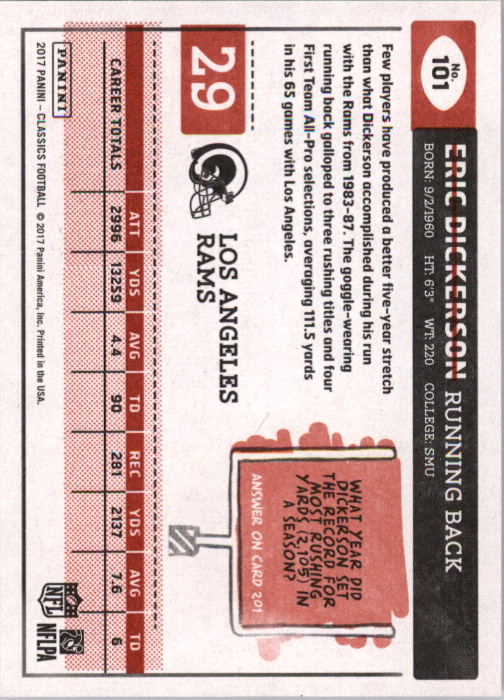 No.
101
ERIC DICKERSON RUNNING BACK
BORN: 9/2/1960 HT: 6'3" WT: 220 COLLEGE: SMU
Few players have produced a better five-year stretch
than what Dickerson accomplished during his run
with the Rams from 1983-87. The goggle-wearing
running back galloped to three rushing titles and four
First Team All-Pro selections, averaging 111.5 yards
in his 65 games with Los Angeles.
WHAT YEAR DID
DICKERSON SET
THE RECORD FOR
MOST RUSHING
YARDS (2,105) IN
A SEASON?
ANSWER ON CARD 201
29
LOS ANGELES
RAMS
ATT YDS AVG TD REC YDS AVG TD
CAREER TOTALS 2996 13259 4.4 90 281 2137 7.6 6
PANINI
2017 PANINI – CLASSICS FOOTBALL © 2017 Panini America, Inc. Printed in the USA.
NFL
NFLPA